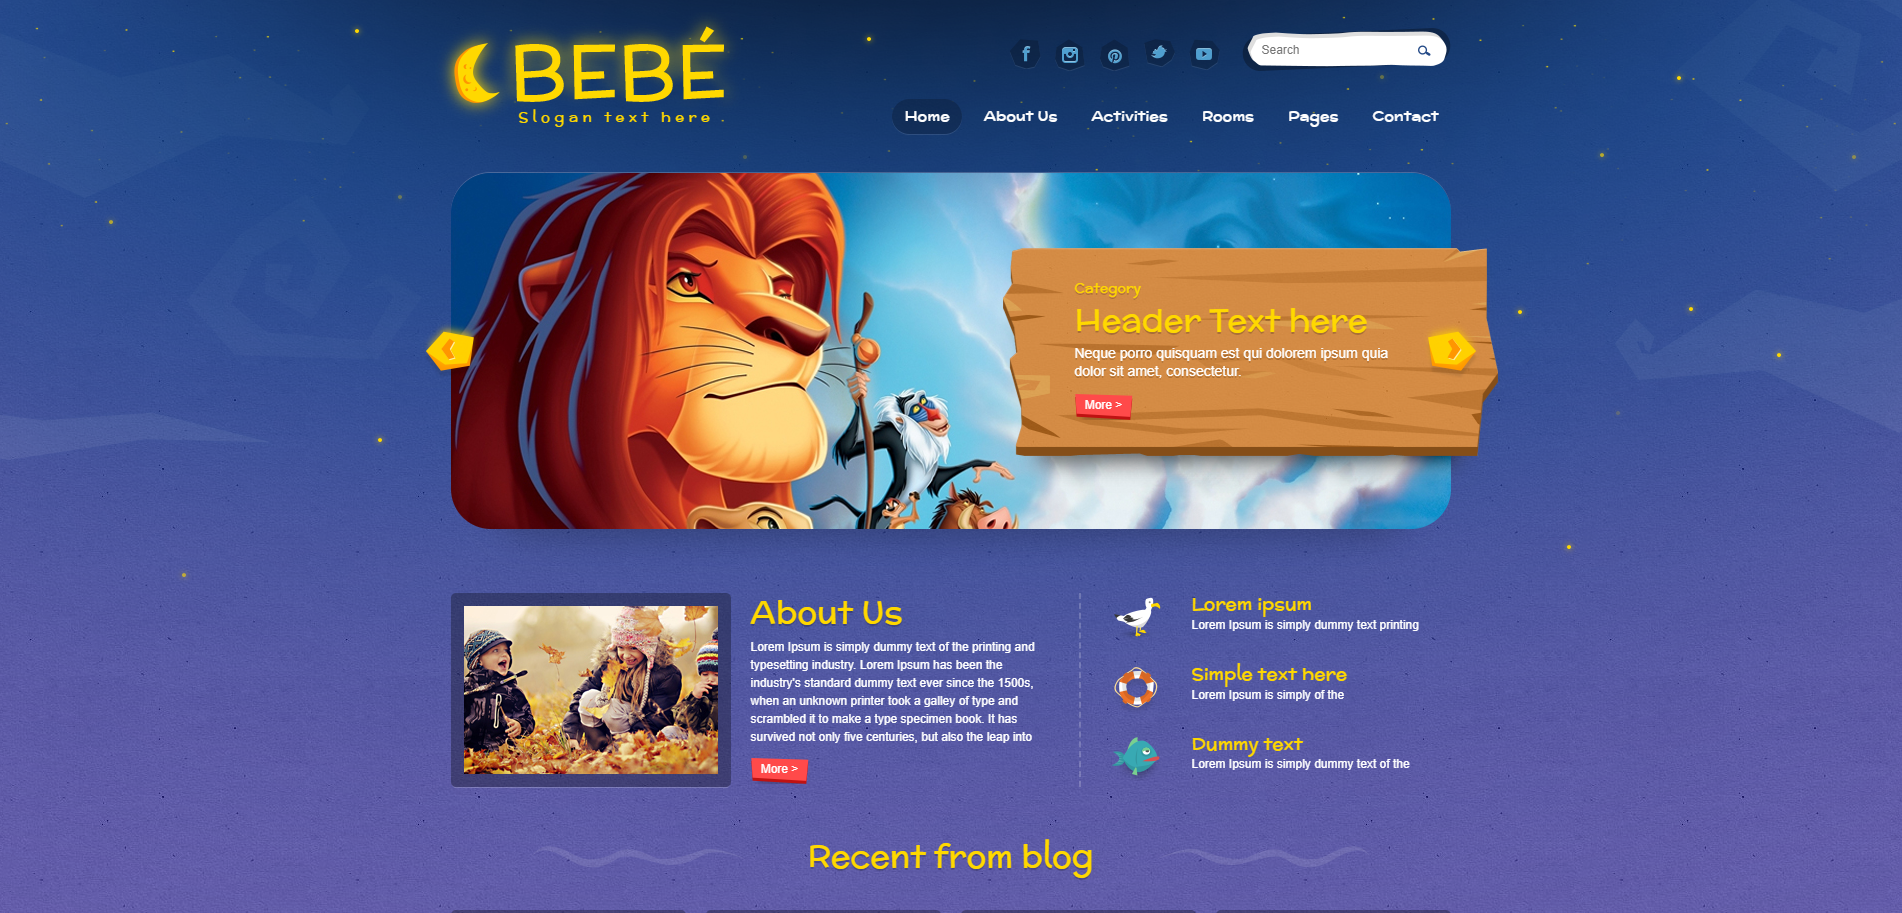 BEBÉ
Slogan text here .
Search
Home About Us Activities Rooms Pages Contact
Category
Header Text here
Neque porro quisquam est qui dolorem ipsum quia
dolor sit amet, consectetur.
More >
About Us
Lorem Ipsum is simply dummy text of the printing and
typesetting industry. Lorem Ipsum has been the
industry's standard dummy text ever since the 1500s,
when an unknown printer took a galley of type and
scrambled it to make a type specimen book. It has
survived not only five centuries, but also the leap into
More >
Lorem ipsum
Lorem Ipsum is simply dummy text printing
Simple text here
Lorem Ipsum is simply of the
Dummy text
Lorem Ipsum is simply dummy text of the
Recent from blog